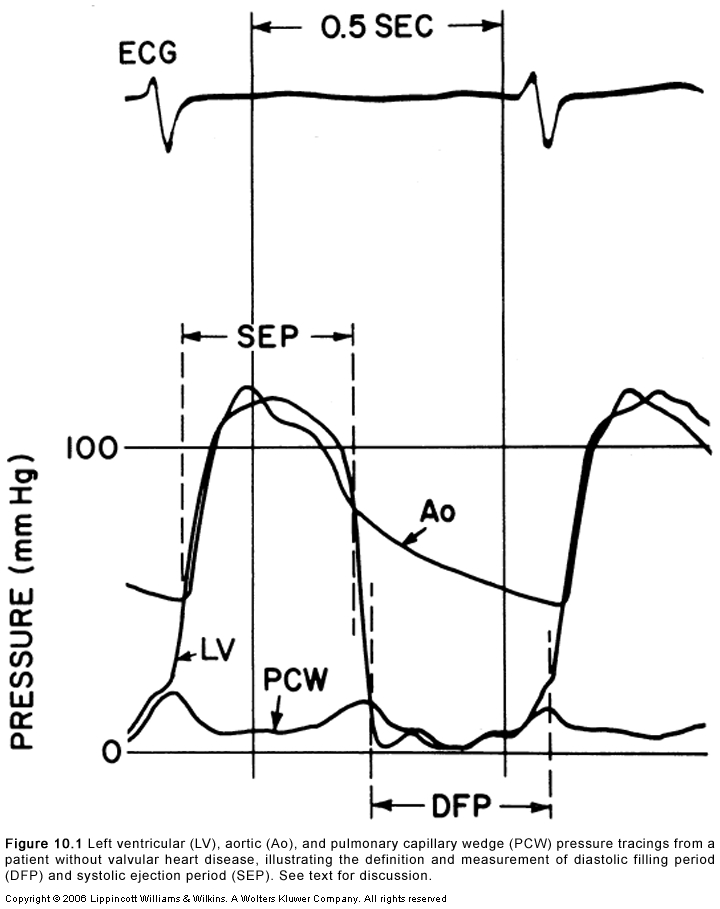 0.5 SEC
ECG
SEP
100
Ao
LV
PCW
0
DFP
PRESSURE (mm Hg)
Figure 10.1 Left ventricular (LV), aortic (Ao), and pulmonary capillary wedge (PCW) pressure tracings from a
patient without valvular heart disease, illustrating the definition and measurement of diastolic filling period
(DFP) and systolic ejection period (SEP). See text for discussion.
Copyright © 2006 Lippincott Williams & Wilkins. A Wolters Kluwer Company. All rights reserved